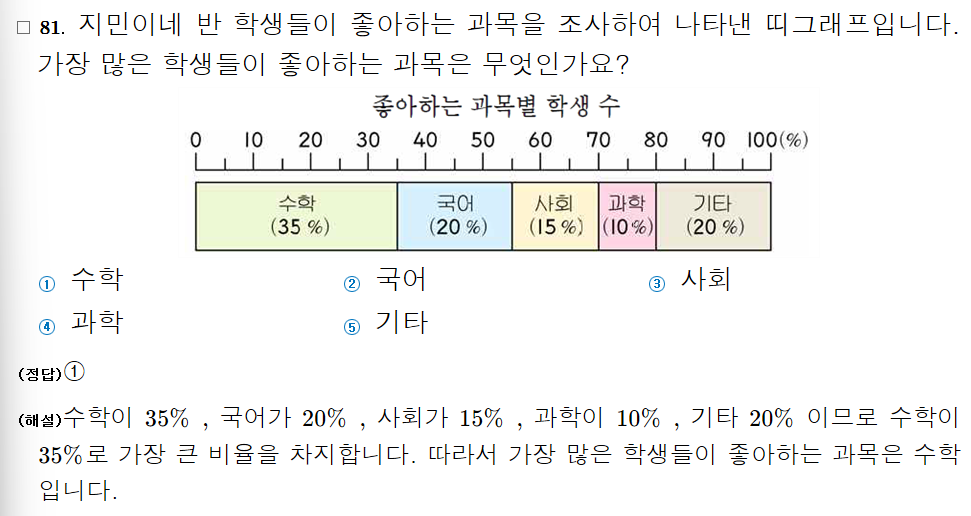 81. 지민이네 반 학생들이 좋아하는 과목을 조사하여 나타낸 띠그래프입니다.
가장 많은 학생들이 좋아하는 과목은 무엇인가요?
좋아하는 과목별 학생 수
0 10 20 30 40 50 60 70 80 90 100(%)
수학 국어 사회 과학 기타
(35 %) (20 %) (15 %) (10 %) (20 %)
① 수학 ② 국어 ③ 사회
④ 과학 ⑤ 기타
(정답)①
(해설)수학이 35% , 국어가 20% , 사회가 15% , 과학이 10% , 기타 20% 이므로 수학이
35%로 가장 큰 비율을 차지합니다. 따라서 가장 많은 학생들이 좋아하는 과목은 수학
입니다.